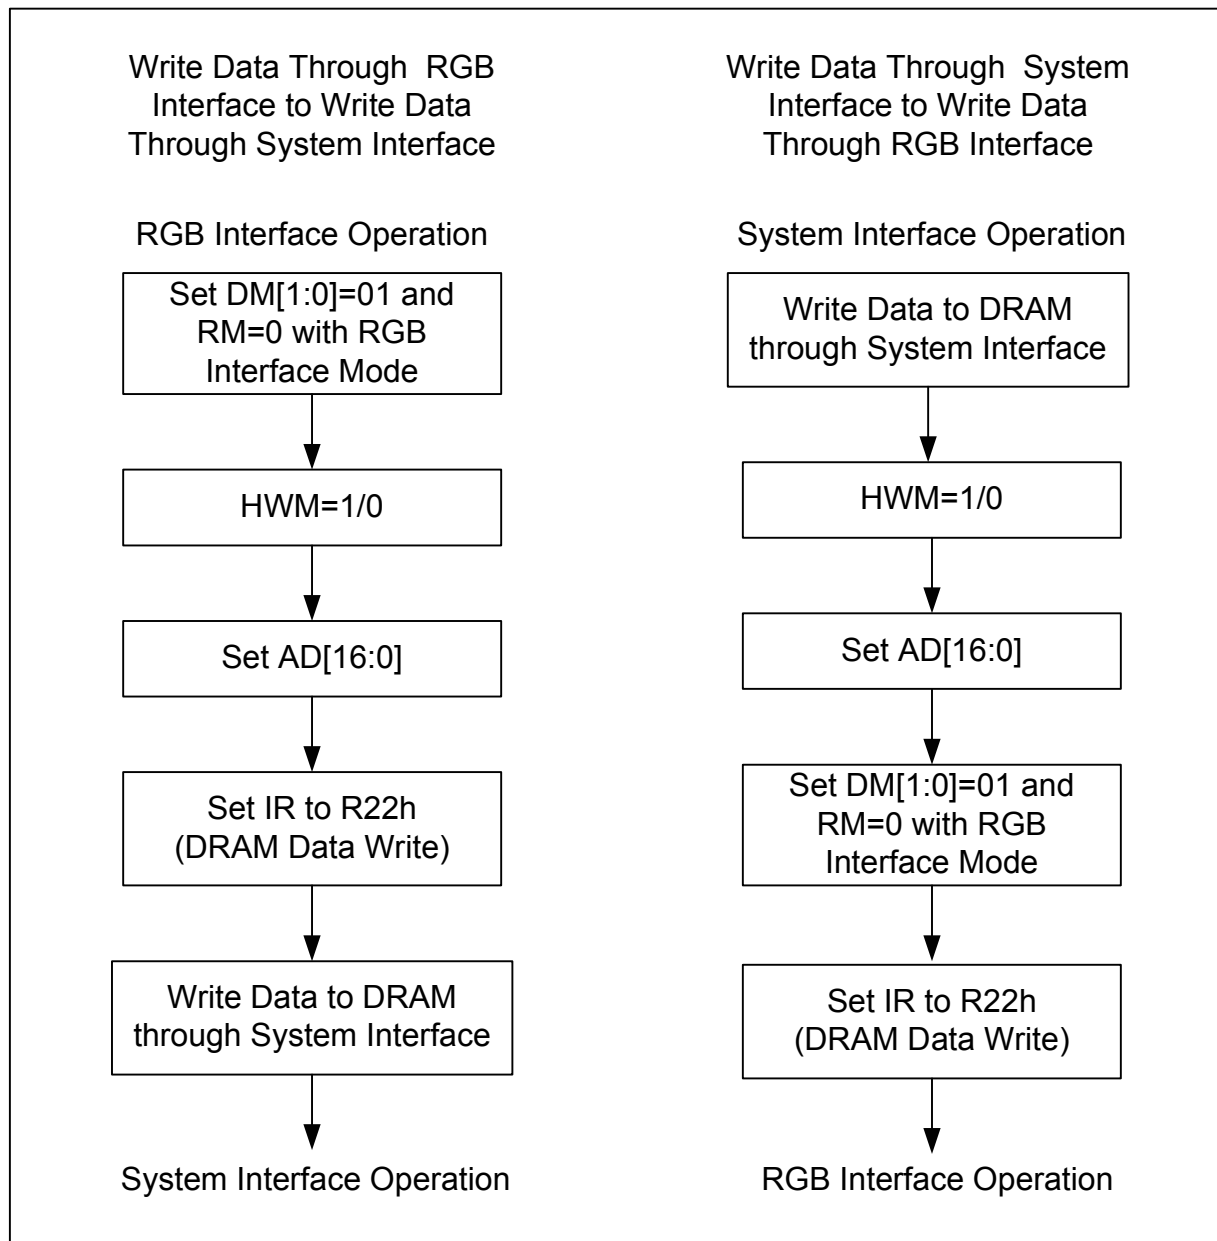 Write Data Through RGB
Interface to Write Data
Through System Interface
RGB Interface Operation
Set DM[1:0]=01 and
RM=0 with RGB
Interface Mode
HWM=1/0
Set AD[16:0]
Set IR to R22h
(DRAM Data Write)
Write Data to DRAM
through System Interface
System Interface Operation
Write Data Through System
Interface to Write Data
Through RGB Interface
System Interface Operation
Write Data to DRAM
through System Interface
HWM=1/0
Set AD[16:0]
Set DM[1:0]=01 and
RM=0 with RGB
Interface Mode
Set IR to R22h
(DRAM Data Write)
RGB Interface Operation